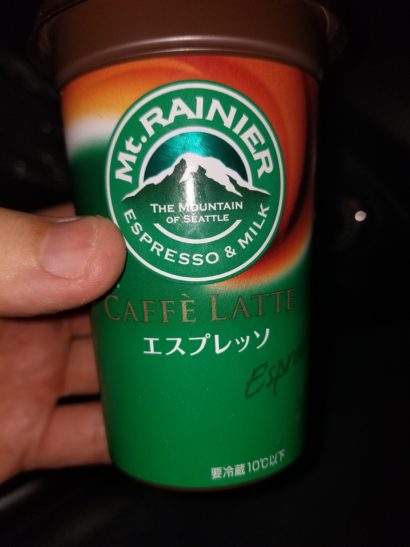 Mt. RAINIER
THE MOUNTAIN
OF SEATTLE
ESPRESSO & MILK
CAFFÈ LATTE
エスプレッソ
要冷蔵10℃以下